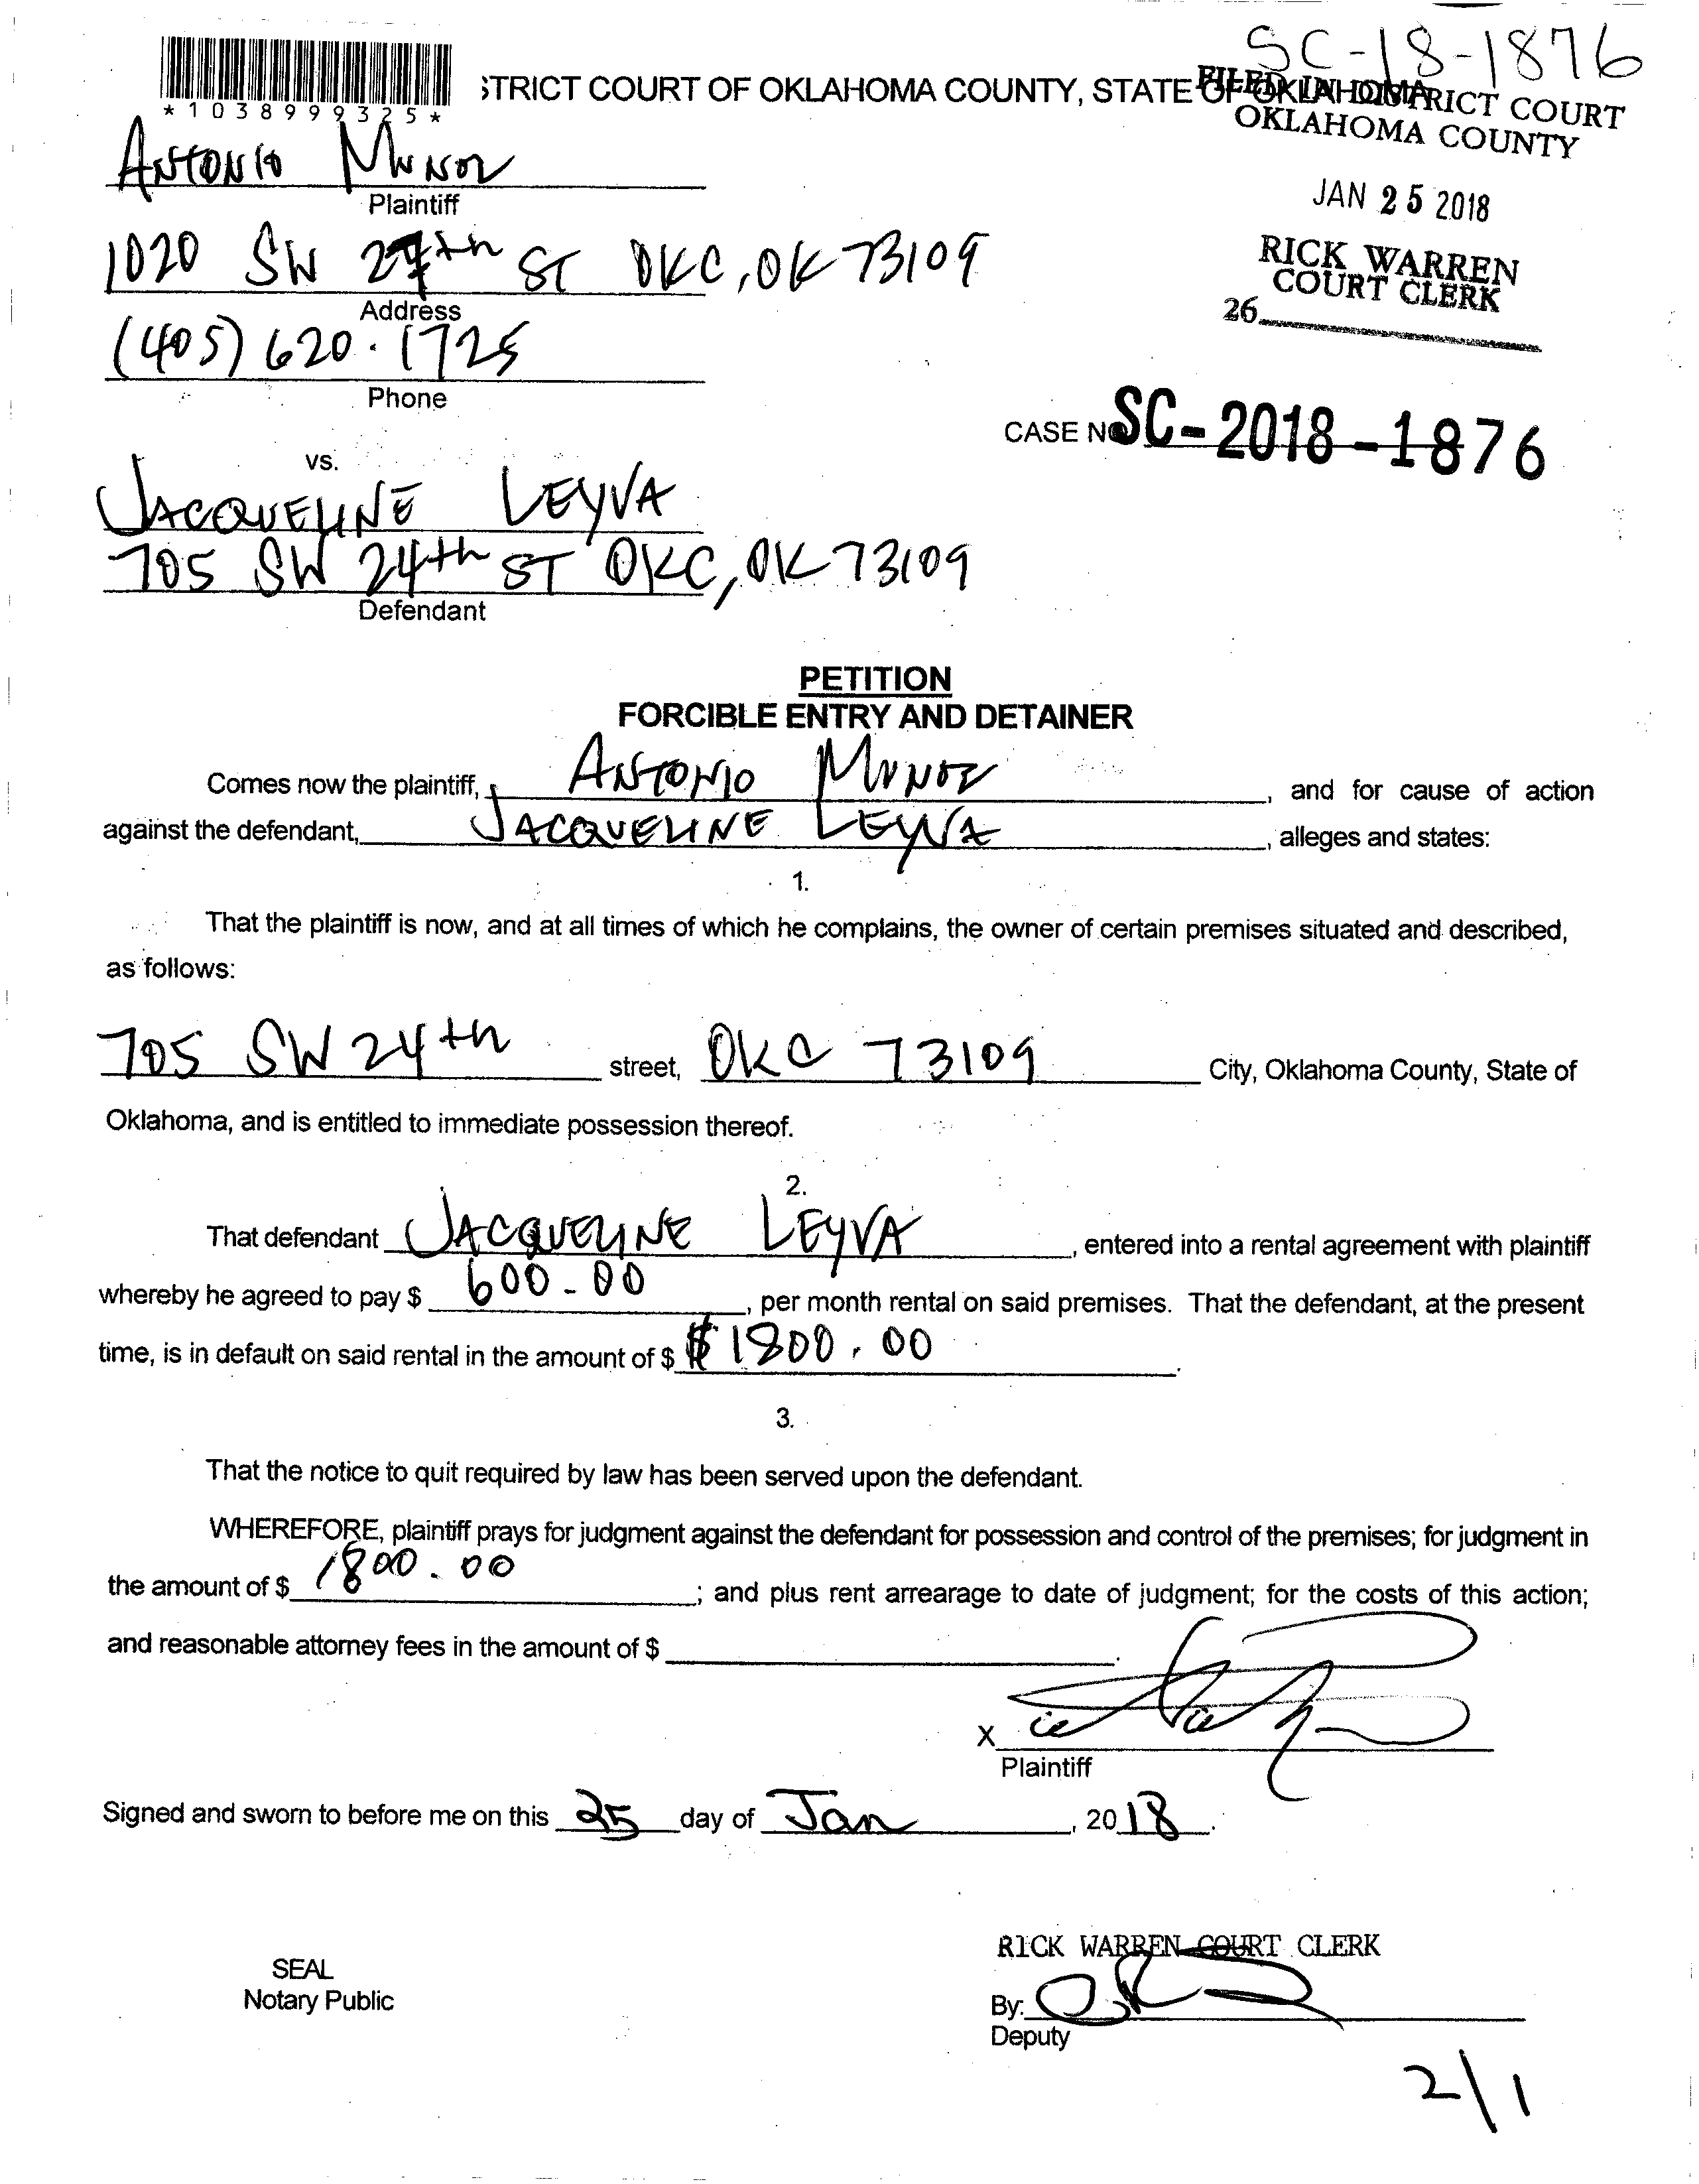 SC-18-1876
*1038999325*
STRICT COURT OF OKLAHOMA COUNTY, STATE OF OKLAHOMA
FILED IN DISTRICT COURT
OKLAHOMA COUNTY
JAN 25 2018
RICK WARREN
COURT CLERK
26
ANTONIO MUNOZ
Plaintiff
1020 SW ST OKC, OK 73109
Address
(405) 620-1725
Phone
CASE NO SC-2018-1876
vs.
JACQUELINE LEYVA
705 SW 24th ST OKC, OK 73109
Defendant
PETITION
FORCIBLE ENTRY AND DETAINER
Comes now the plaintiff, ANTONIO MUNOZ, and for cause of action
against the defendant, JACQUELINE LEYVA, alleges and states:
1.
That the plaintiff is now, and at all times of which he complains, the owner of certain premises situated and described,
as follows:
705 SW 24th street, OKC 73109 City, Oklahoma County, State of
Oklahoma, and is entitled to immediate possession thereof.
2.
That defendant JACQUELINE LEYVA, entered into a rental agreement with plaintiff
whereby he agreed to pay $ 600-00, per month rental on said premises. That the defendant, at the present
time, is in default on said rental in the amount of $ $1800.00.
3.
That the notice to quit required by law has been served upon the defendant.
WHEREFORE, plaintiff prays for judgment against the defendant for possession and control of the premises; for judgment in
the amount of $ 1800.00; and plus rent arrearage to date of judgment; for the costs of this action;
and reasonable attorney fees in the amount of $ .
X
Plaintiff
Signed and sworn to before me on this 25 day of Jan, 2018.
RICK WARREN COURT CLERK
SEAL
Notary Public
By:
Deputy
2/1